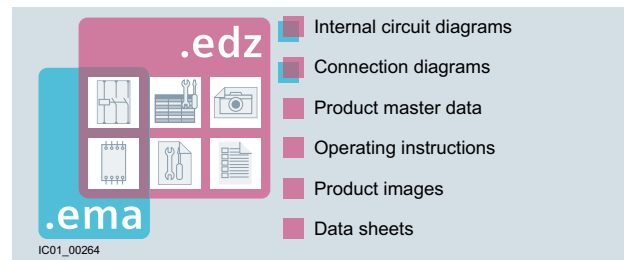 .edz
.ema
IC01_00264
Internal circuit diagrams
Connection diagrams
Product master data
Operating instructions
Product images
Data sheets